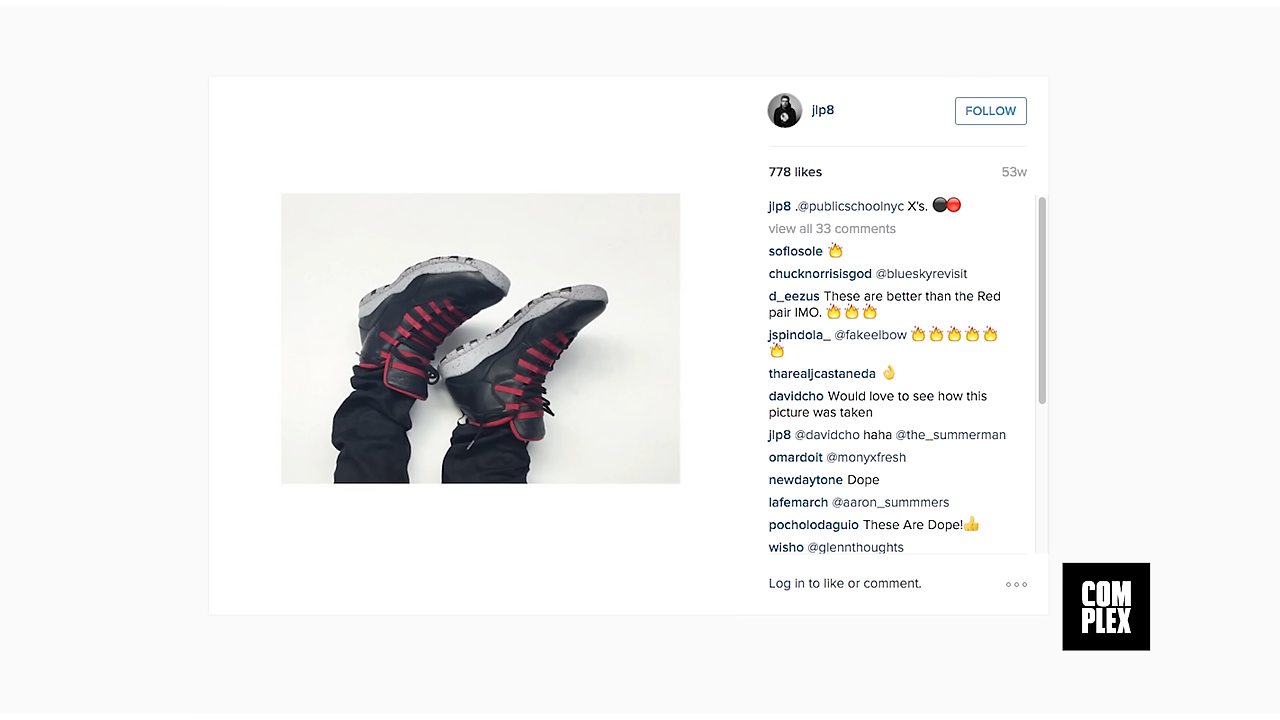 jlp8
FOLLOW
778 likes
53w
jlp8 .@publicschoolnyc X's. ⚫🔴
view all 33 comments
soflosole 🔥
chucknorrisisgod @blueskyrevisit
d_eezus These are better than the Red
pair IMO. 🔥🔥🔥
jspindola_ @fakeelbow 🔥🔥🔥🔥🔥
🔥
tharealjcastaneda 👌
davidcho Would love to see how this
picture was taken
jlp8 @davidcho haha @the_summerman
omardoit @monyxfresh
newdaytone Dope
lafemarch @aaron_summmers
pocholodaguio These Are Dope!👍
wisho @glennthoughts
Log in to like or comment.
COM
PLEX